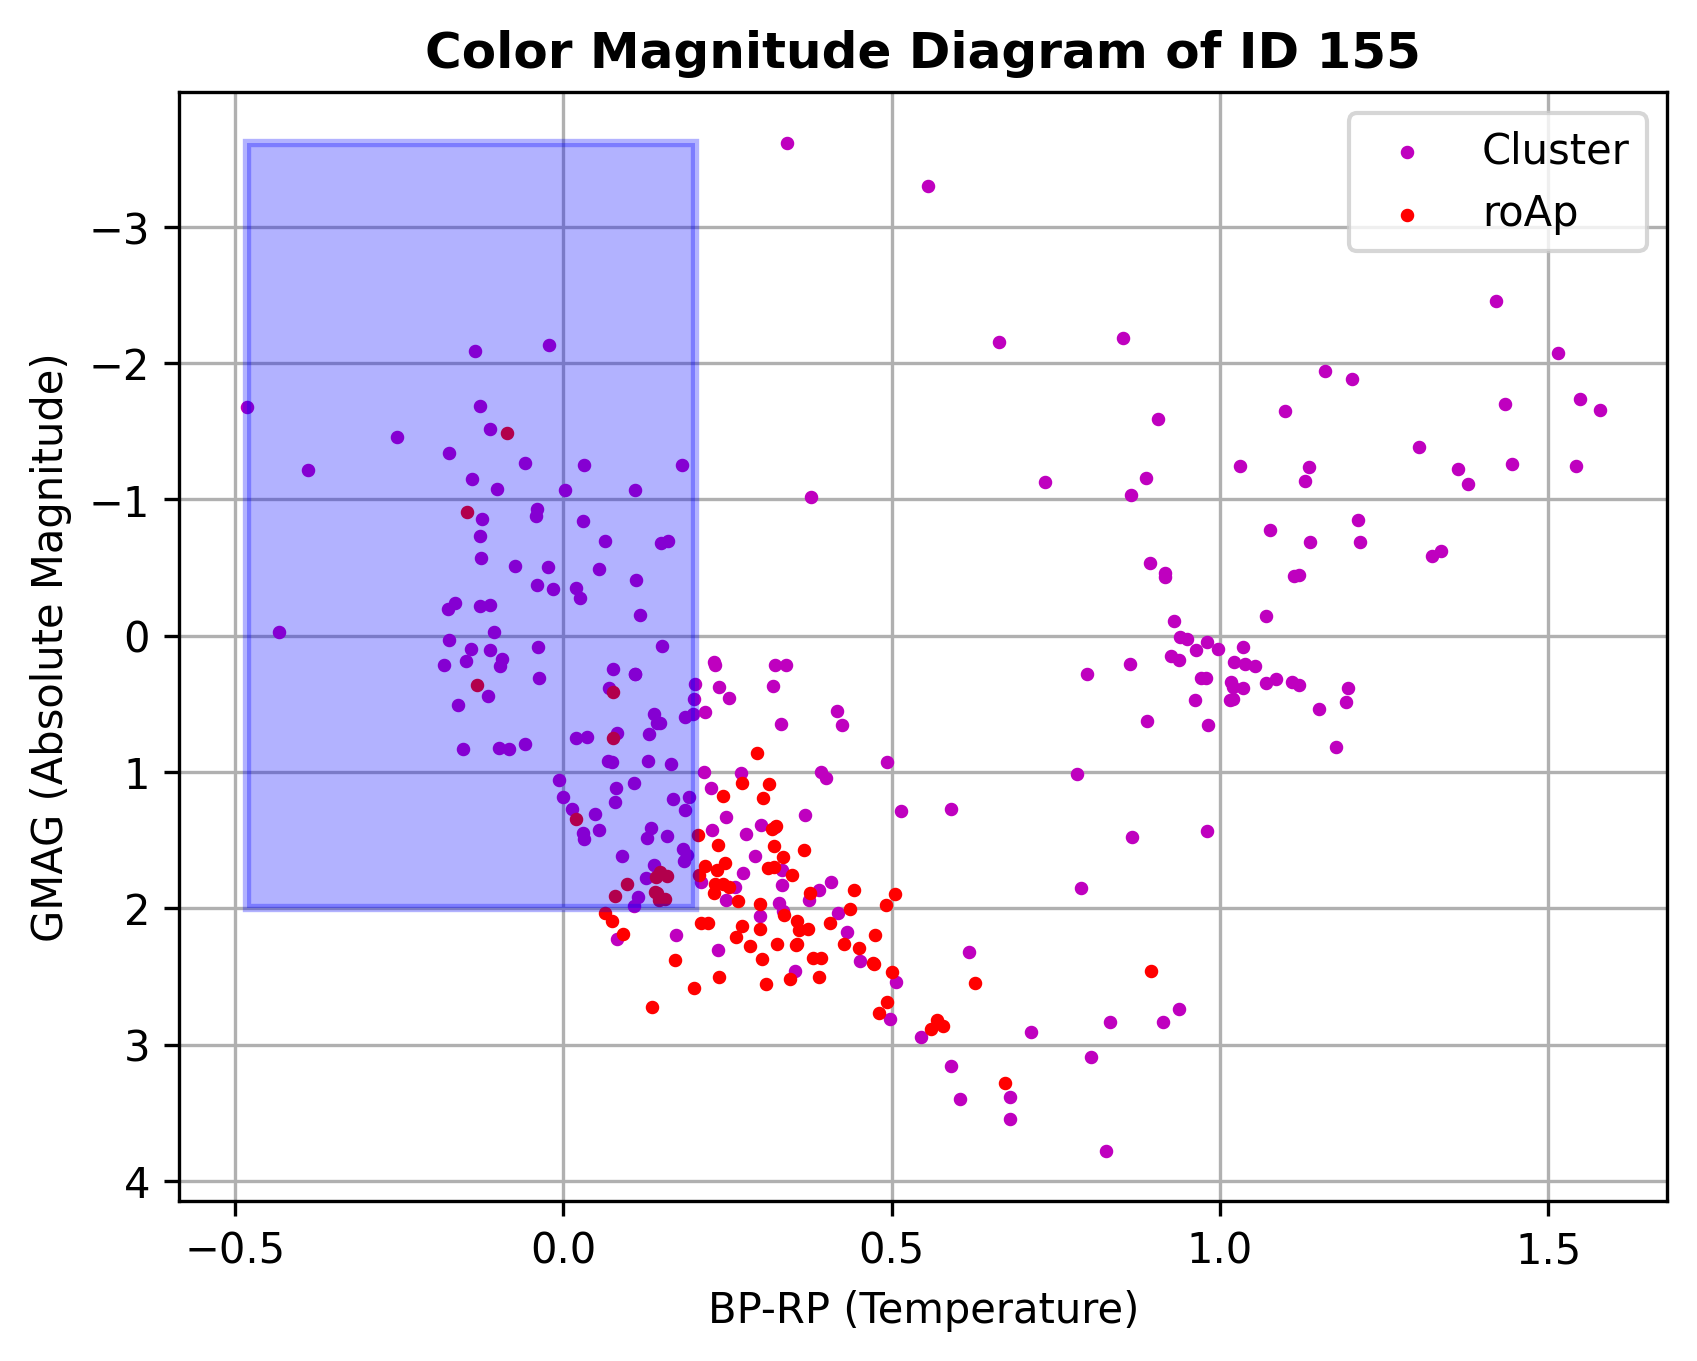 Color Magnitude Diagram of ID 155
Cluster
roAp
−3
−2
−1
0
1
2
3
4
GMAG (Absolute Magnitude)
−0.5 0.0 0.5 1.0 1.5
BP-RP (Temperature)